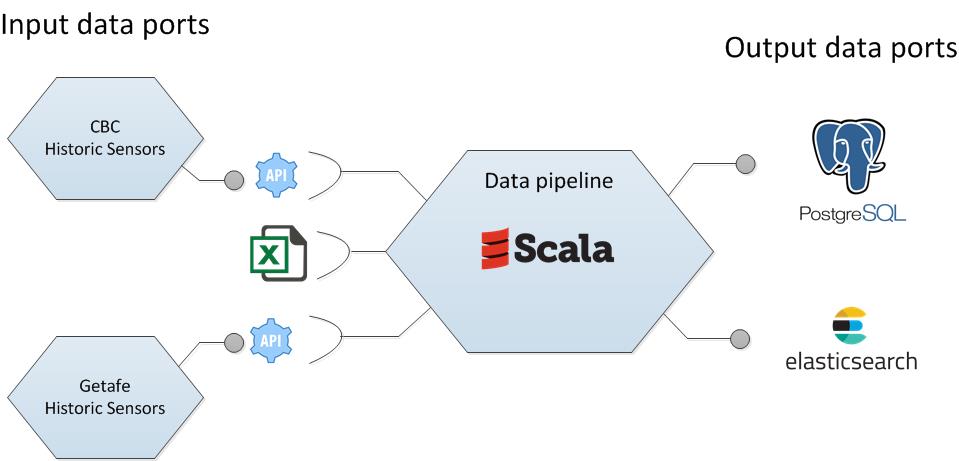 Input data ports
Output data ports
CBC
Historic Sensors
API
Data pipeline
Scala
PostgreSQL
X
API
Getafe
Historic Sensors
elasticsearch